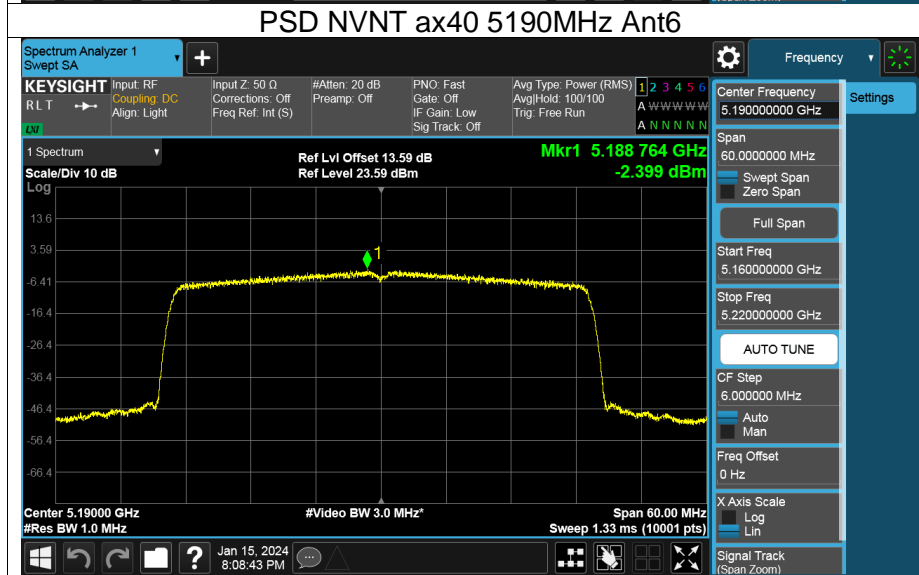 (Span Zoom)
PSD NVNT ax40 5190MHz Ant6
Spectrum Analyzer 1
Swept SA
Frequency
KEYSIGHT
RLT
LXI
Input: RF
Coupling: DC
Align: Light
Input Z: 50 Ω
Corrections: Off
Freq Ref: Int (S)
#Atten: 20 dB
Preamp: Off
PNO: Fast
Gate: Off
IF Gain: Low
Sig Track: Off
Avg Type: Power (RMS)
Avg|Hold: 100/100
Trig: Free Run
1 2 3 4 5 6
A W W W W W
A N N N N N
Center Frequency
5.190000000 GHz
Settings
Span
60.0000000 MHz
Swept Span
Zero Span
Full Span
Start Freq
5.160000000 GHz
Stop Freq
5.220000000 GHz
AUTO TUNE
CF Step
6.000000 MHz
Auto
Man
Freq Offset
0 Hz
X Axis Scale
Log
Lin
Signal Track
(Span Zoom)
1 Spectrum
Scale/Div 10 dB
Ref Lvl Offset 13.59 dB
Ref Level 23.59 dBm
Mkr1 5.188 764 GHz
-2.399 dBm
Log
13.6
3.59
-6.41
-16.4
-26.4
-36.4
-46.4
-56.4
-66.4
1
Center 5.19000 GHz
#Res BW 1.0 MHz
#Video BW 3.0 MHz*
Span 60.00 MHz
Sweep 1.33 ms (10001 pts)
?
Jan 15, 2024
8:08:43 PM